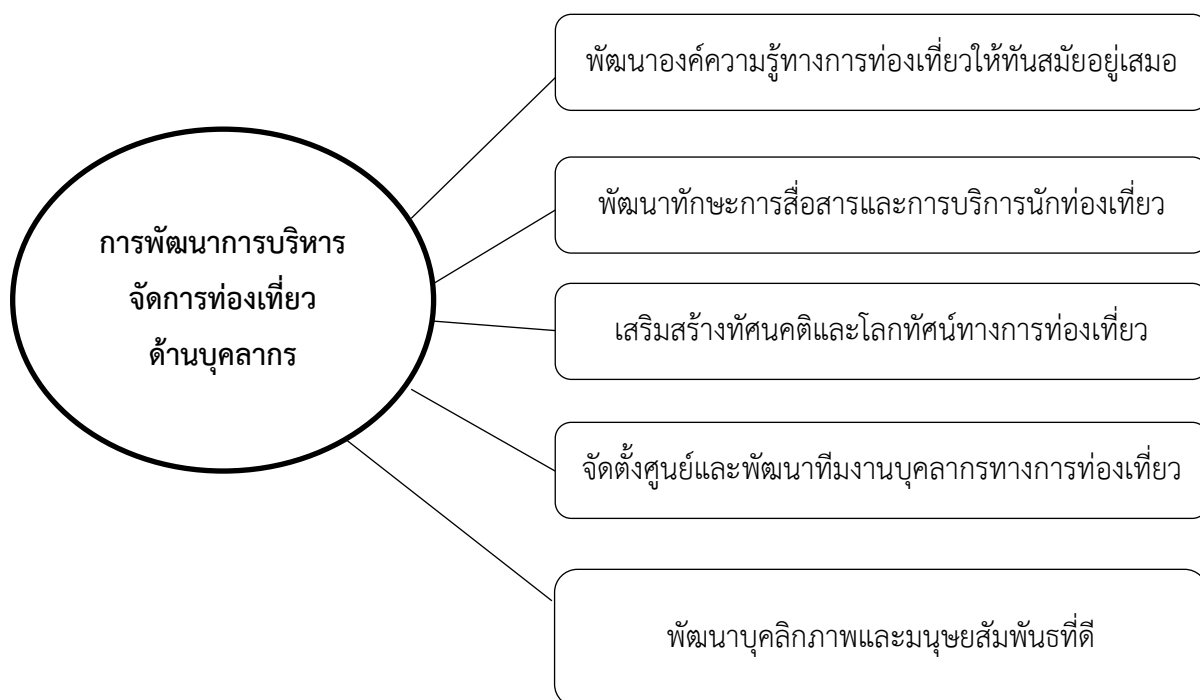 การพัฒนาการบริหาร
จัดการท่องเที่ยว
ด้านบุคลากร
พัฒนาองค์ความรู้ทางการท่องเที่ยวให้ทันสมัยอยู่เสมอ
พัฒนาทักษะการสื่อสารและการบริการนักท่องเที่ยว
เสริมสร้างทัศนคติและโลกทัศน์ทางการท่องเที่ยว
จัดตั้งศูนย์และพัฒนาทีมงานบุคลากรทางการท่องเที่ยว
พัฒนาบุคลิกภาพและมนุษยสัมพันธที่ดี